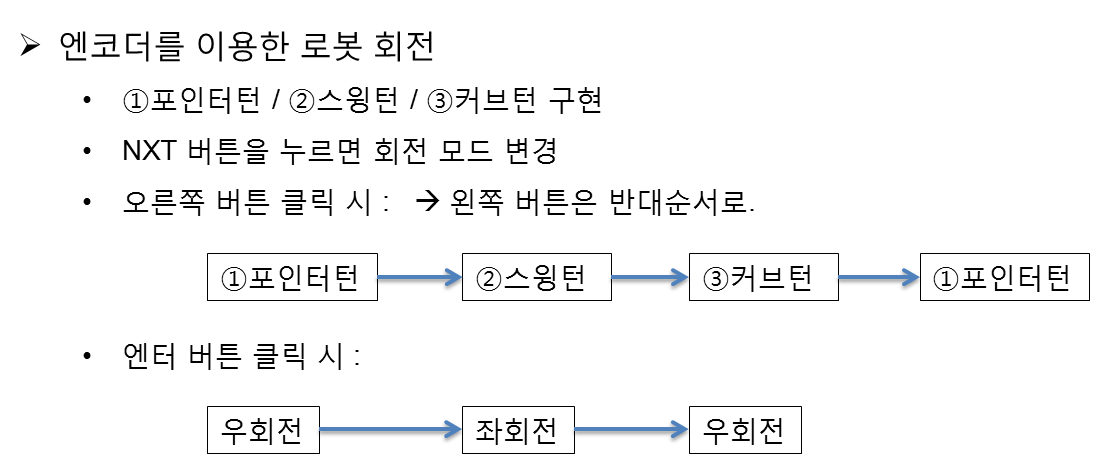 ➢ 엔코더를 이용한 로봇 회전
• ①포인터턴 / ②스윙턴 / ③커브턴 구현
• NXT 버튼을 누르면 회전 모드 변경
• 오른쪽 버튼 클릭 시 : → 왼쪽 버튼은 반대순서로.
①포인터턴 ②스윙턴 ③커브턴 ①포인터턴
• 엔터 버튼 클릭 시 :
우회전 좌회전 우회전